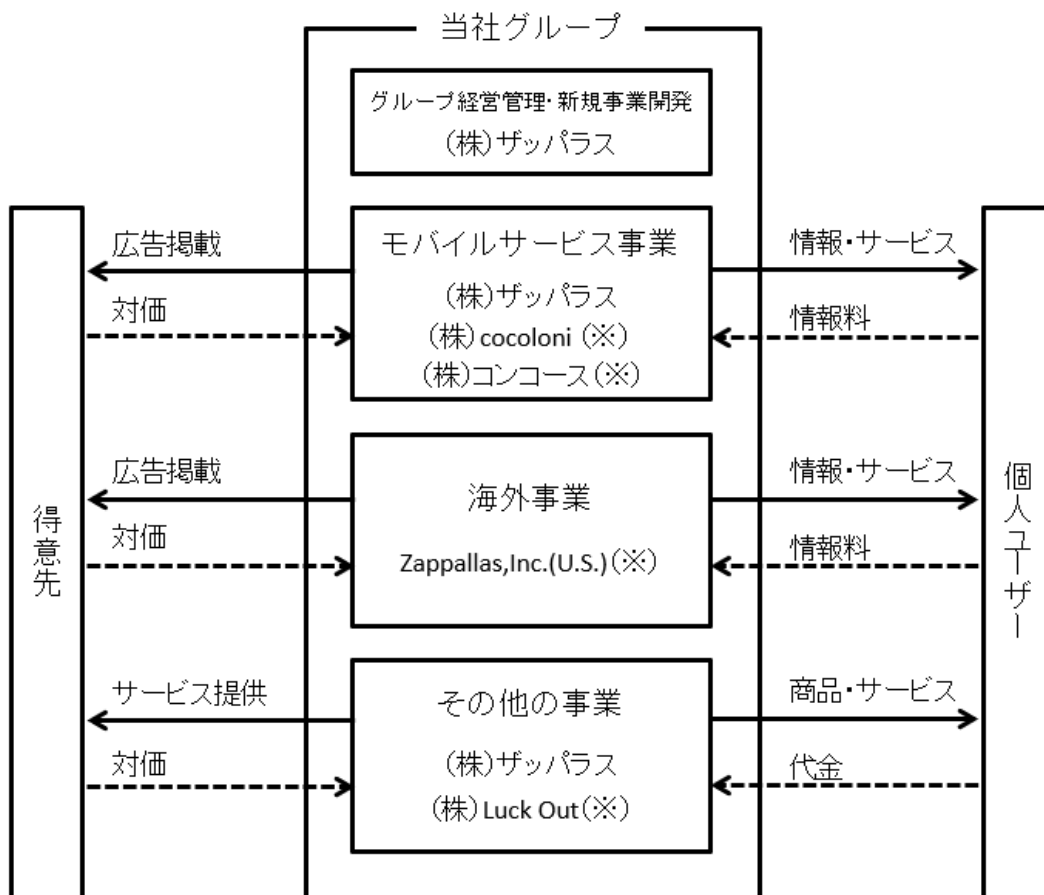 当社グループ
グループ経営管理・新規事業開発
(株)ザッパラス
得意先
広告掲載
対価
モバイルサービス事業
(株)ザッパラス
(株)cocoloni(※)
(株)コンコース(※)
情報・サービス
情報料
広告掲載
対価
海外事業
Zappallas,Inc.(U.S.)(※)
情報・サービス
情報料
サービス提供
対価
その他の事業
(株)ザッパラス
(株)Luck Out(※)
商品・サービス
代金
個人ユーザー